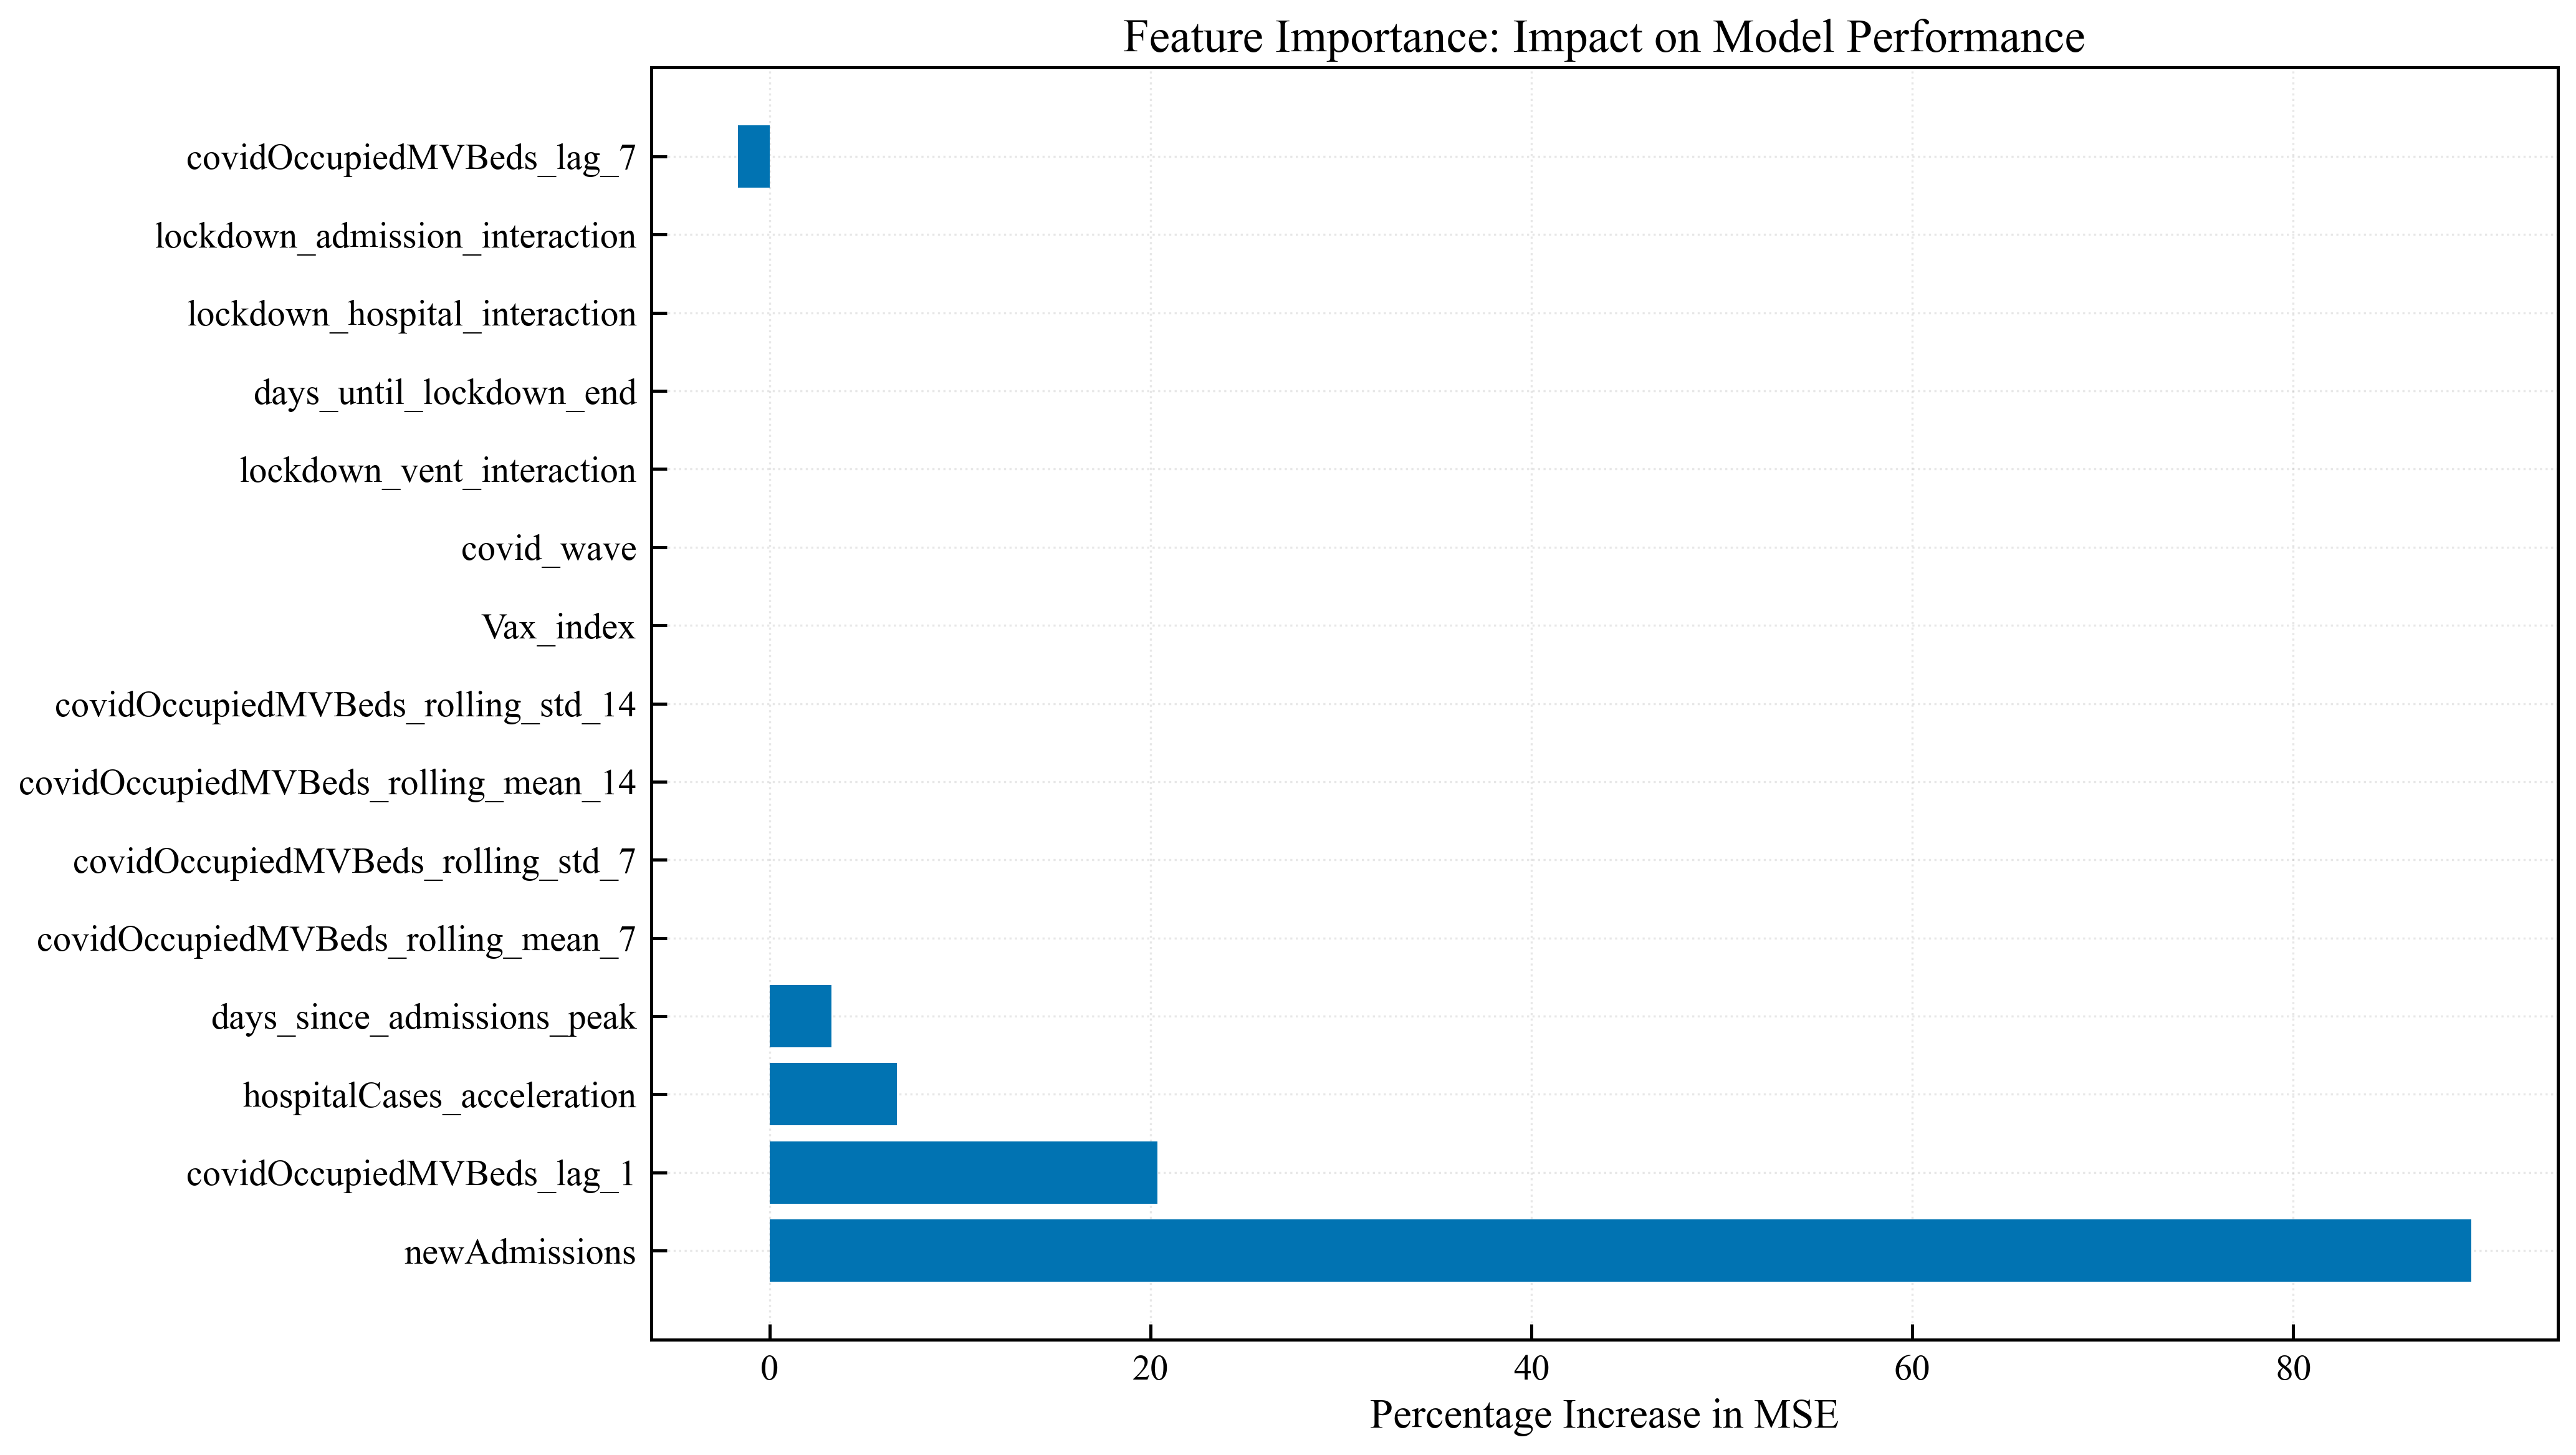 Feature Importance: Impact on Model Performance
covidOccupiedMVBeds_lag_7
lockdown_admission_interaction
lockdown_hospital_interaction
days_until_lockdown_end
lockdown_vent_interaction
covid_wave
Vax_index
covidOccupiedMVBeds_rolling_std_14
covidOccupiedMVBeds_rolling_mean_14
covidOccupiedMVBeds_rolling_std_7
covidOccupiedMVBeds_rolling_mean_7
days_since_admissions_peak
hospitalCases_acceleration
covidOccupiedMVBeds_lag_1
newAdmissions
0 20 40 60 80
Percentage Increase in MSE